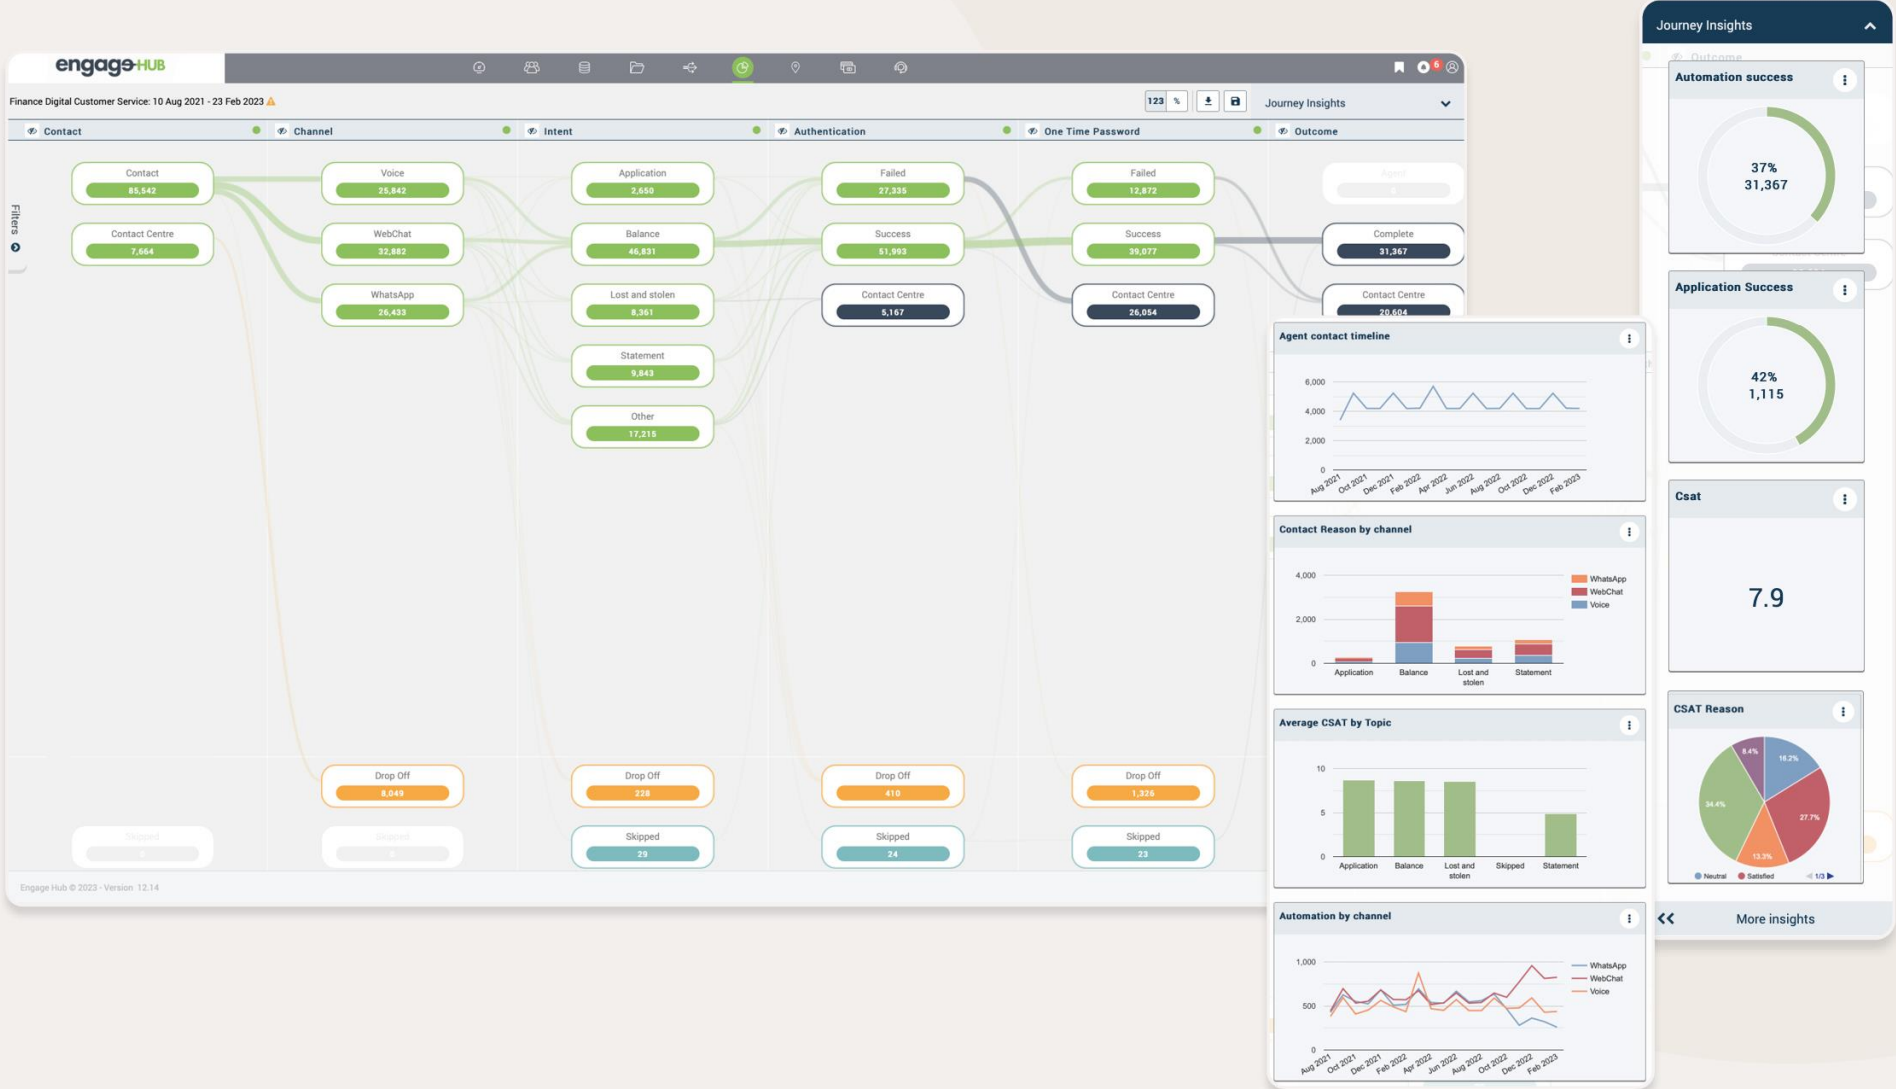 engageHUB
6
Finance Digital Customer Service: 10 Aug 2021 - 23 Feb 2023
123 %
Journey Insights
Contact
Channel
Intent
Authentication
One Time Password
Outcome
Filters
Contact
85,542
Contact Centre
7,664
Skipped
0
Voice
25,842
WebChat
32,882
WhatsApp
26,433
Drop Off
8,049
Skipped
0
Application
2,650
Balance
46,831
Lost and stolen
8,361
Statement
9,843
Other
17,215
Drop Off
228
Skipped
29
Failed
27,335
Success
51,993
Contact Centre
5,167
Drop Off
410
Skipped
24
Failed
12,872
Success
39,077
Contact Centre
26,054
Drop Off
1,326
Skipped
23
Agent
0
Complete
31,367
Contact Centre
20,604
Engage Hub © 2023 - Version 12.14
Agent contact timeline
6,000
4,000
2,000
0
Aug 2021 Oct 2021 Dec 2021 Feb 2022 Apr 2022 Jun 2022 Aug 2022 Oct 2022 Dec 2022 Feb 2023
Contact Reason by channel
4,000
2,000
0
WhatsApp
WebChat
Voice
Application Balance Lost and stolen Statement
Average CSAT by Topic
10
5
0
Application Balance Lost and stolen Skipped Statement
Automation by channel
1,000
500
0
WhatsApp
WebChat
Voice
Aug 2021 Oct 2021 Dec 2021 Feb 2022 Apr 2022 Jun 2022 Aug 2022 Oct 2022 Dec 2022 Feb 2023
Journey Insights
Outcome
Automation success
37%
31,367
Application Success
42%
1,115
Csat
7.9
CSAT Reason
8.4%
16.2%
34.4%
27.7%
13.3%
Neutral Satisfied 1/3
More insights